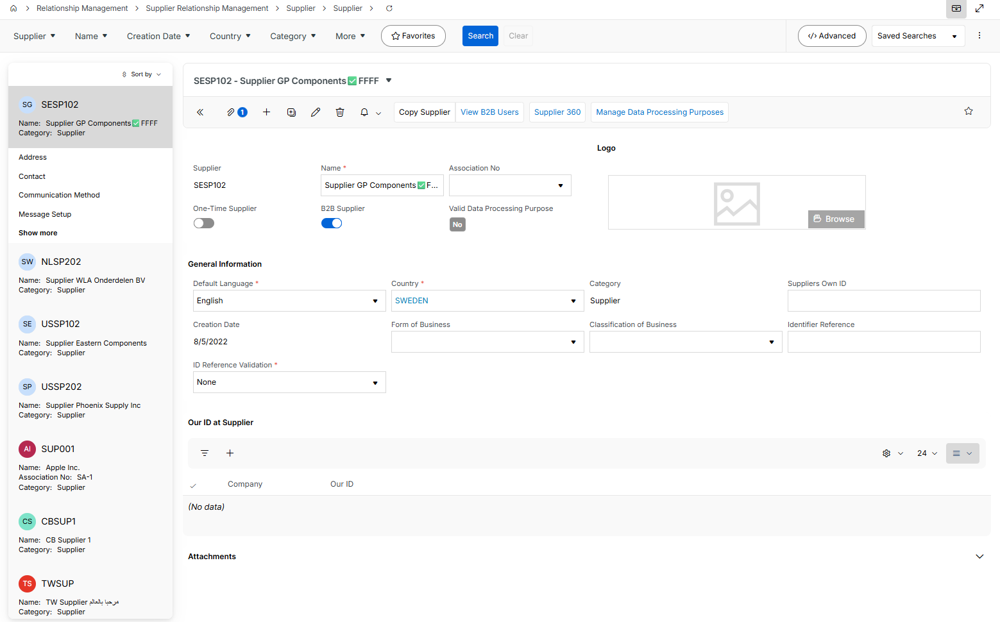 Relationship Management > Supplier Relationship Management > Supplier > Supplier >
Supplier Name Creation Date Country Category More Favorites Search Clear </> Advanced Saved Searches
Sort by
SG SESP102
Name: Supplier GP Components✅FFFF
Category: Supplier
Address
Contact
Communication Method
Message Setup
Show more
SW NLSP202
Name: Supplier WLA Onderdelen BV
Category: Supplier
SE USSP102
Name: Supplier Eastern Components
Category: Supplier
SP USSP202
Name: Supplier Phoenix Supply Inc
Category: Supplier
AI SUP001
Name: Apple Inc.
Association No: SA-1
Category: Supplier
CS CBSUP1
Name: CB Supplier 1
Category: Supplier
TS TWSUP
Name: TW Supplier مرحبا بالعالم
Category: Supplier
SESP102 - Supplier GP Components✅FFFF
1 Copy Supplier View B2B Users Supplier 360 Manage Data Processing Purposes
Logo
Supplier Name * Association No
SESP102 Supplier GP Components✅F...
Browse
One-Time Supplier B2B Supplier Valid Data Processing Purpose
No
General Information
Default Language * Country * Category Suppliers Own ID
English SWEDEN Supplier
Creation Date Form of Business Classification of Business Identifier Reference
8/5/2022
ID Reference Validation *
None
Our ID at Supplier
24
Company Our ID
(No data)
Attachments